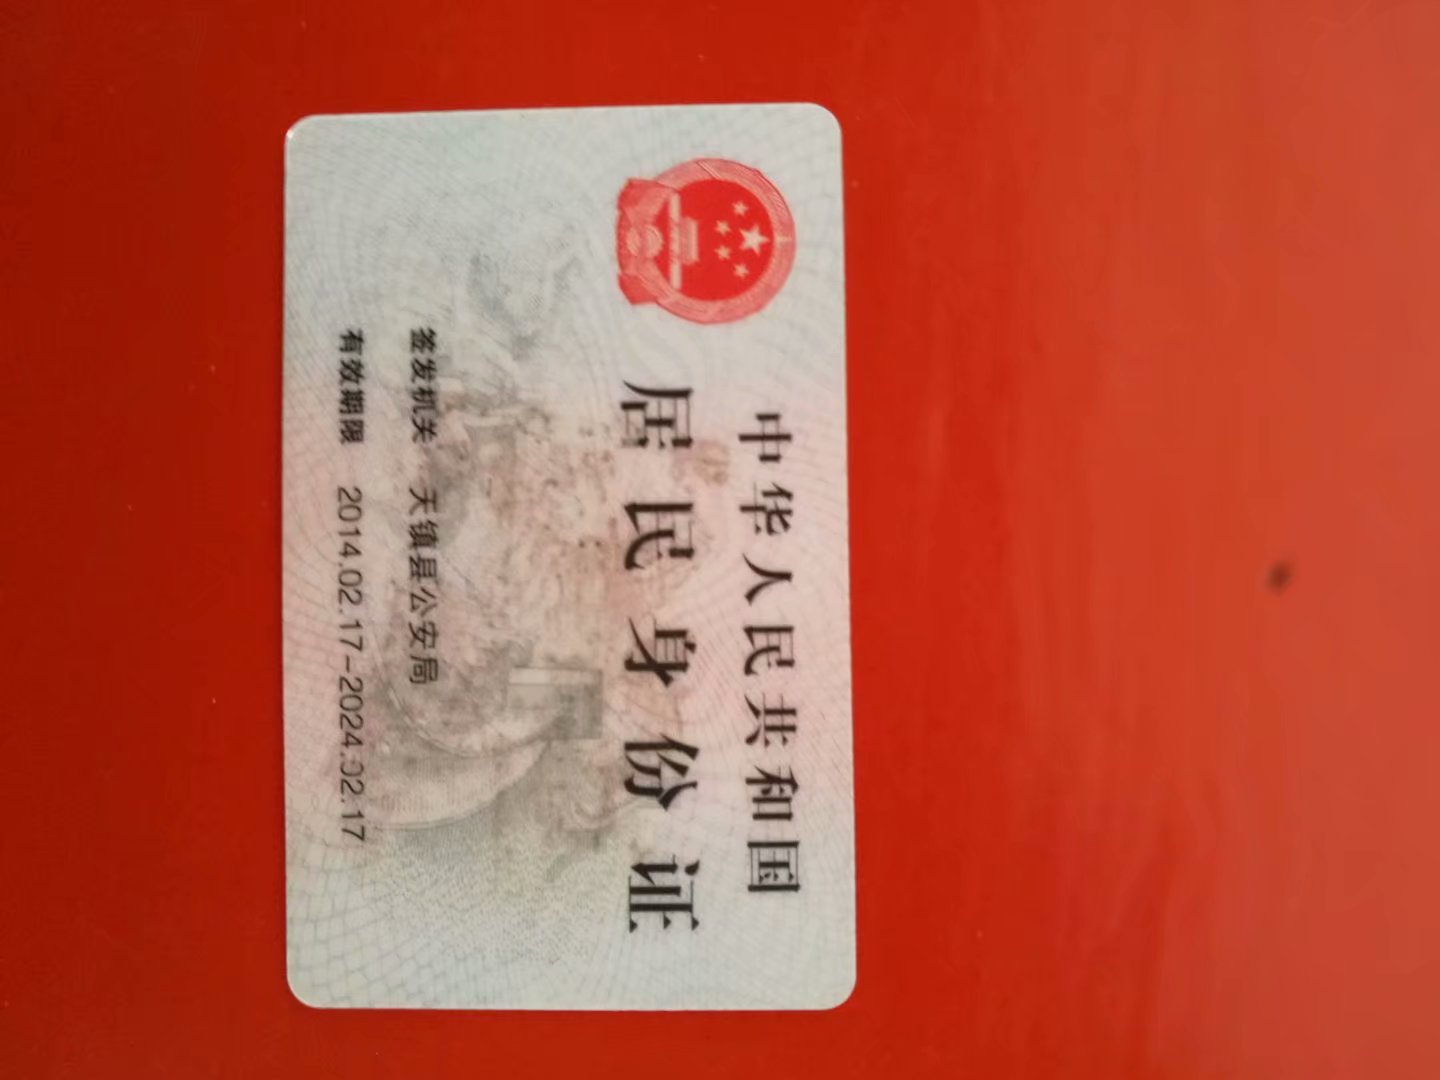 中华人民共和国
居民身份证
签发机关 天镇县公安局
有效期限 2014.02.17-2024.02.17